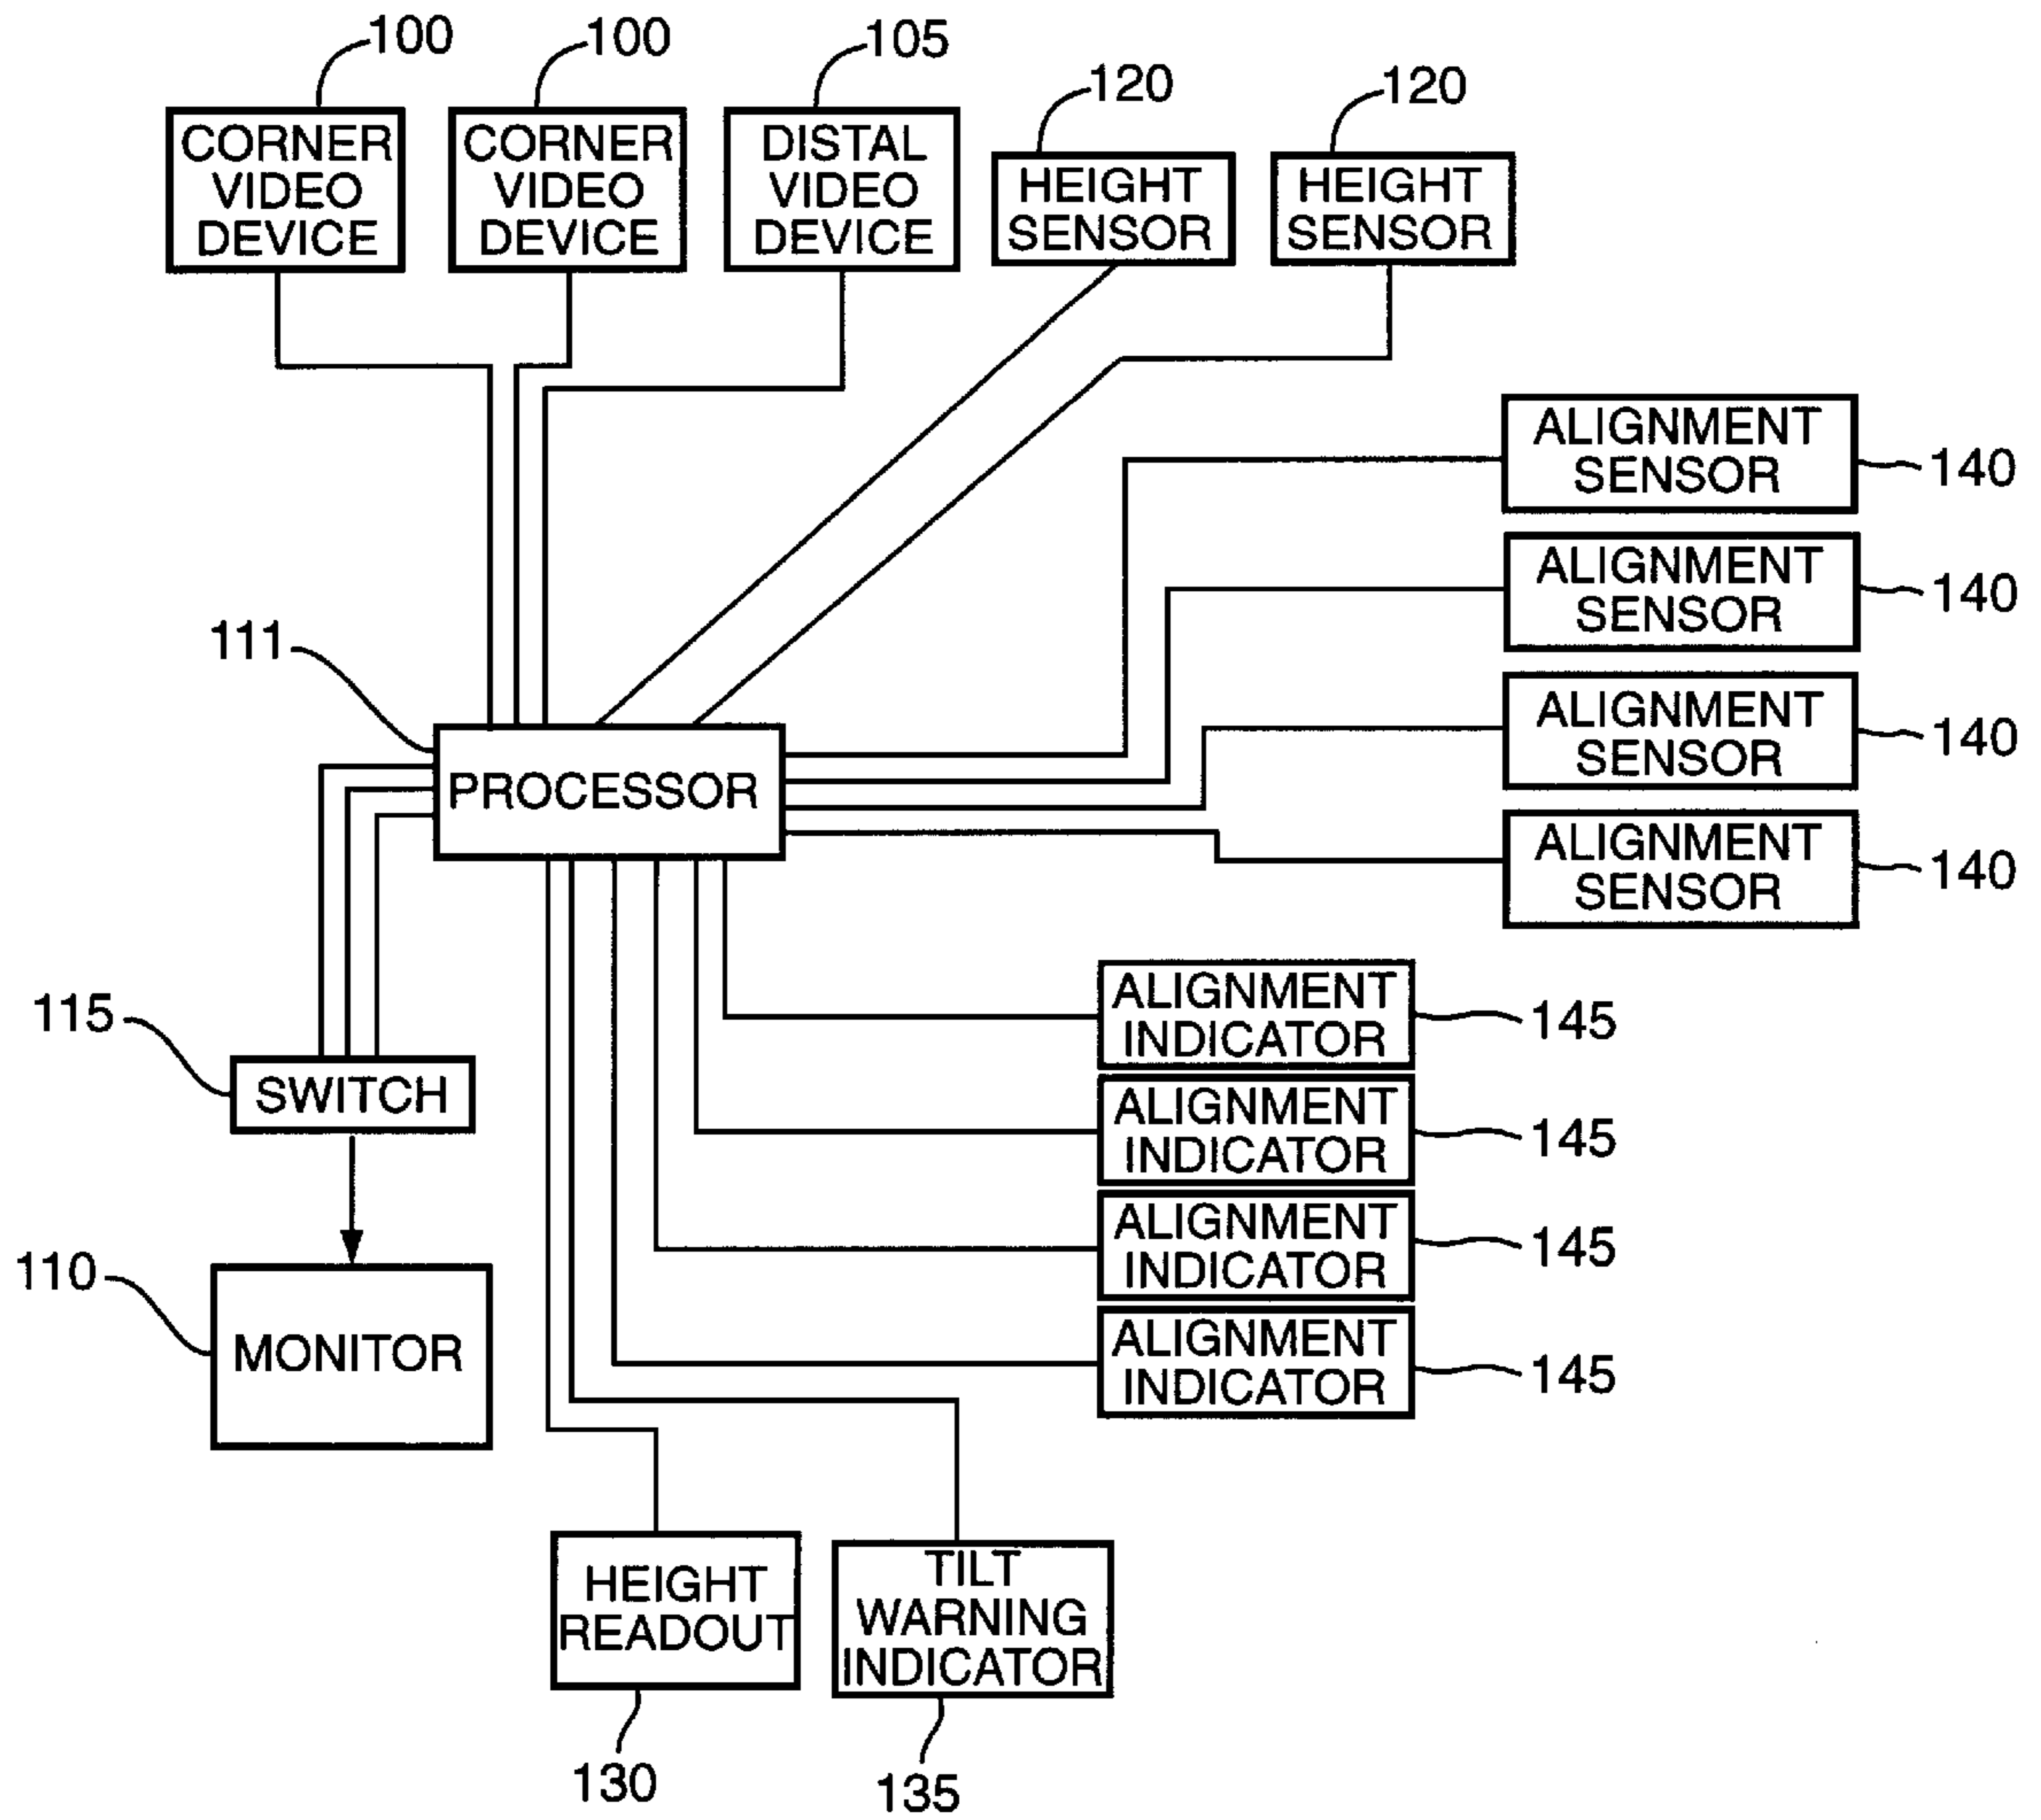 100
100
105
120
120
CORNER
VIDEO
DEVICE
CORNER
VIDEO
DEVICE
DISTAL
VIDEO
DEVICE
HEIGHT
SENSOR
HEIGHT
SENSOR
ALIGNMENT
SENSOR
140
ALIGNMENT
SENSOR
140
ALIGNMENT
SENSOR
140
ALIGNMENT
SENSOR
140
111
PROCESSOR
ALIGNMENT
INDICATOR
145
ALIGNMENT
INDICATOR
145
ALIGNMENT
INDICATOR
145
ALIGNMENT
INDICATOR
145
115
SWITCH
110
MONITOR
HEIGHT
READOUT
130
TILT
WARNING
INDICATOR
135